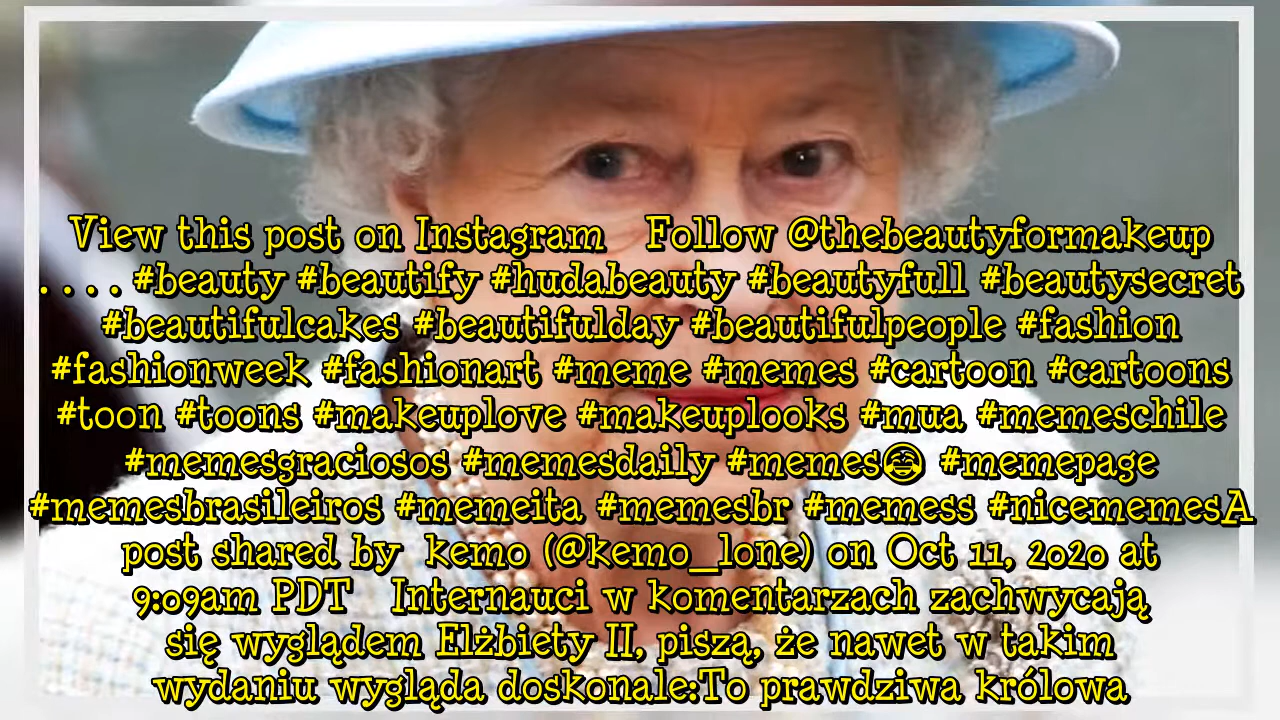 View this post on Instagram Follow @thebeautyformakeup
. . . . #beauty #beautify #hudabeauty #beautyfull #beautysecret
#beautifulcakes #beautifulday #beautifulpeople #fashion
#fashionweek #fashionart #meme #memes #cartoon #cartoons
#toon #toons #makeuplove #makeuplooks #mua #memeschile
#memesgraciosos #memesdaily #memes😂 #memepage
#memesbrasileiros #memeita #memesbr #memess #nicememesA
post shared by kemo (@kemo_lone) on Oct 11, 2020 at
9:09am PDT Internauci w komentarzach zachwycają
się wyglądem Elżbiety II, piszą, że nawet w takim
wydaniu wygląda doskonale:To prawdziwa królowa